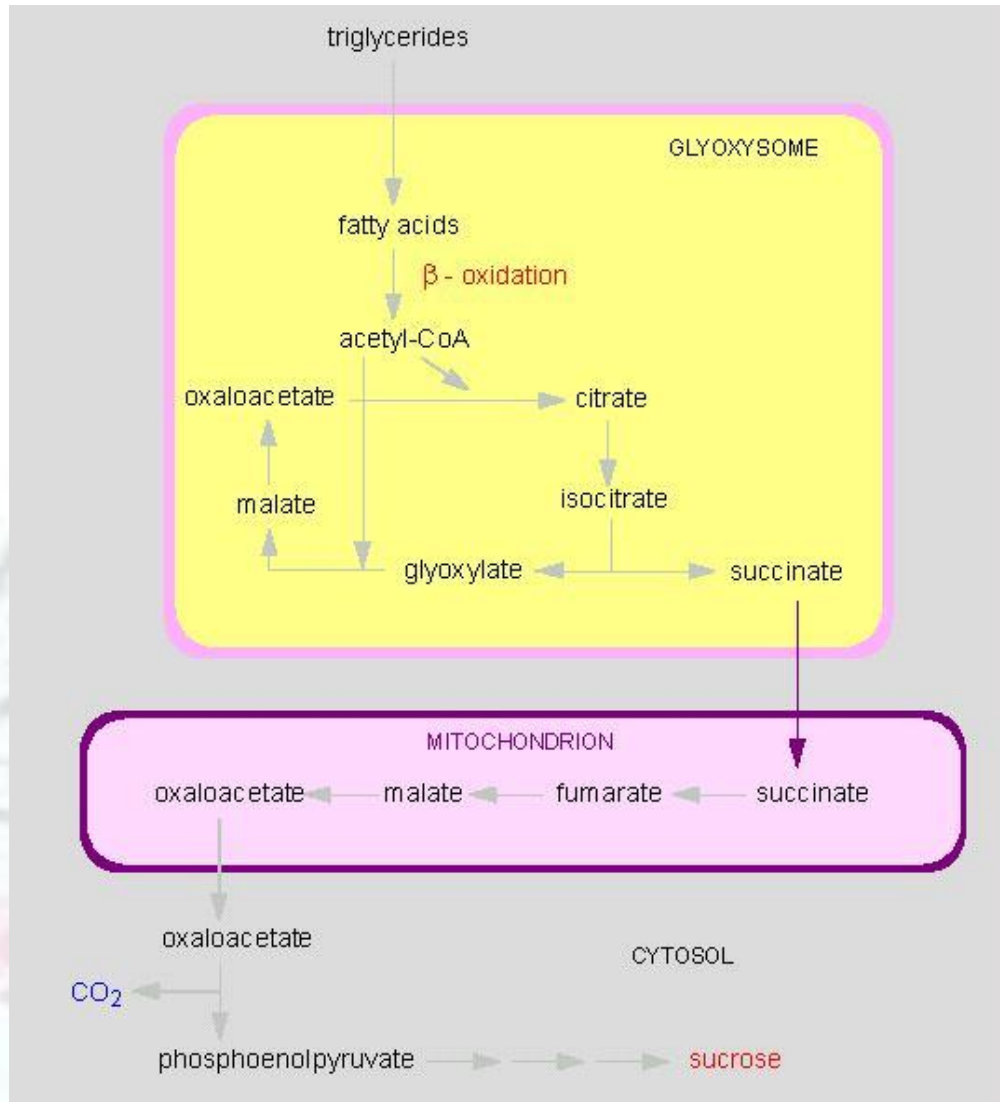 triglycerides
GLYOXYSOME
fatty acids
β - oxidation
acetyl-CoA
oxaloacetate
citrate
malate
isocitrate
glyoxylate
succinate
MITOCHONDRION
oxaloacetate
malate
fumarate
succinate
oxaloacetate
CYTOSOL
CO₂
phosphoenolpyruvate
sucrose